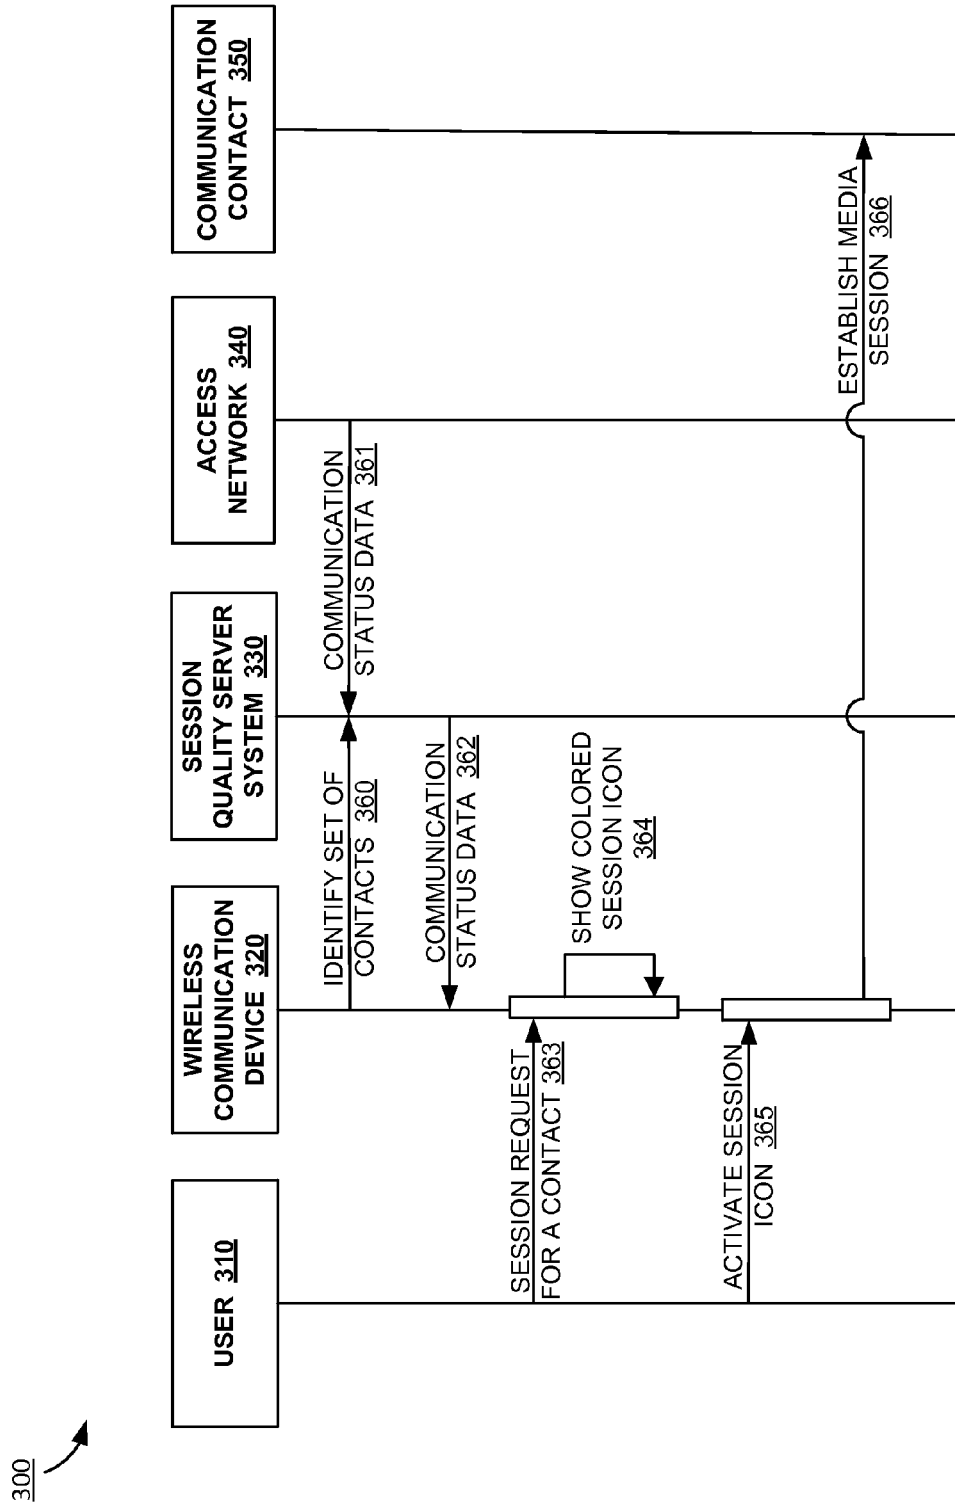 300
USER 310
WIRELESS
COMMUNICATION
DEVICE 320
SESSION
QUALITY SERVER
SYSTEM 330
ACCESS
NETWORK 340
COMMUNICATION
CONTACT 350
IDENTIFY SET OF
CONTACTS 360
COMMUNICATION
STATUS DATA 361
COMMUNICATION
STATUS DATA 362
SESSION REQUEST
FOR A CONTACT 363
SHOW COLORED
SESSION ICON
364
ACTIVATE SESSION
ICON 365
ESTABLISH MEDIA
SESSION 366